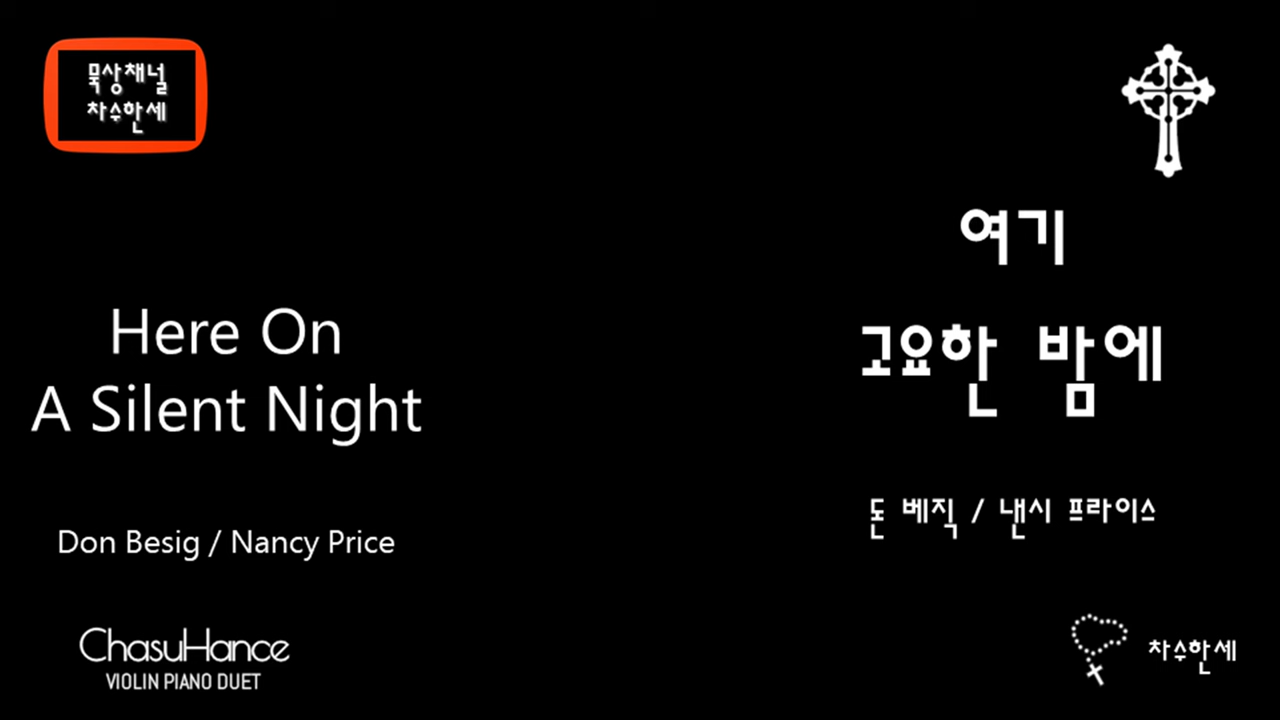 묵상채널
차수한세
Here On
A Silent Night
Don Besig / Nancy Price
ChasuHance
VIOLIN PIANO DUET
여기
고요한 밤에
돈 베직 / 낸시 프라이스
차수한세